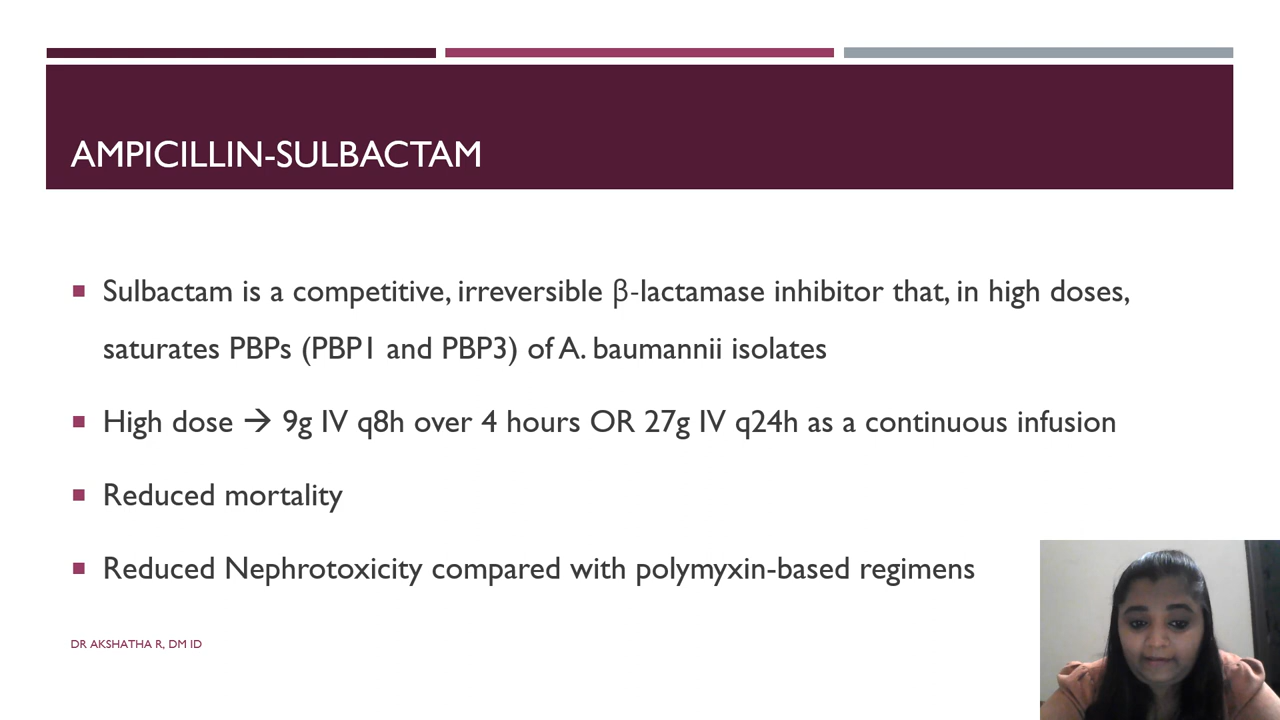 AMPICILLIN-SULBACTAM
▪ Sulbactam is a competitive, irreversible β-lactamase inhibitor that, in high doses,
saturates PBPs (PBP1 and PBP3) of A. baumannii isolates
▪ High dose → 9g IV q8h over 4 hours OR 27g IV q24h as a continuous infusion
▪ Reduced mortality
▪ Reduced Nephrotoxicity compared with polymyxin-based regimens
DR AKSHATHA R, DM ID